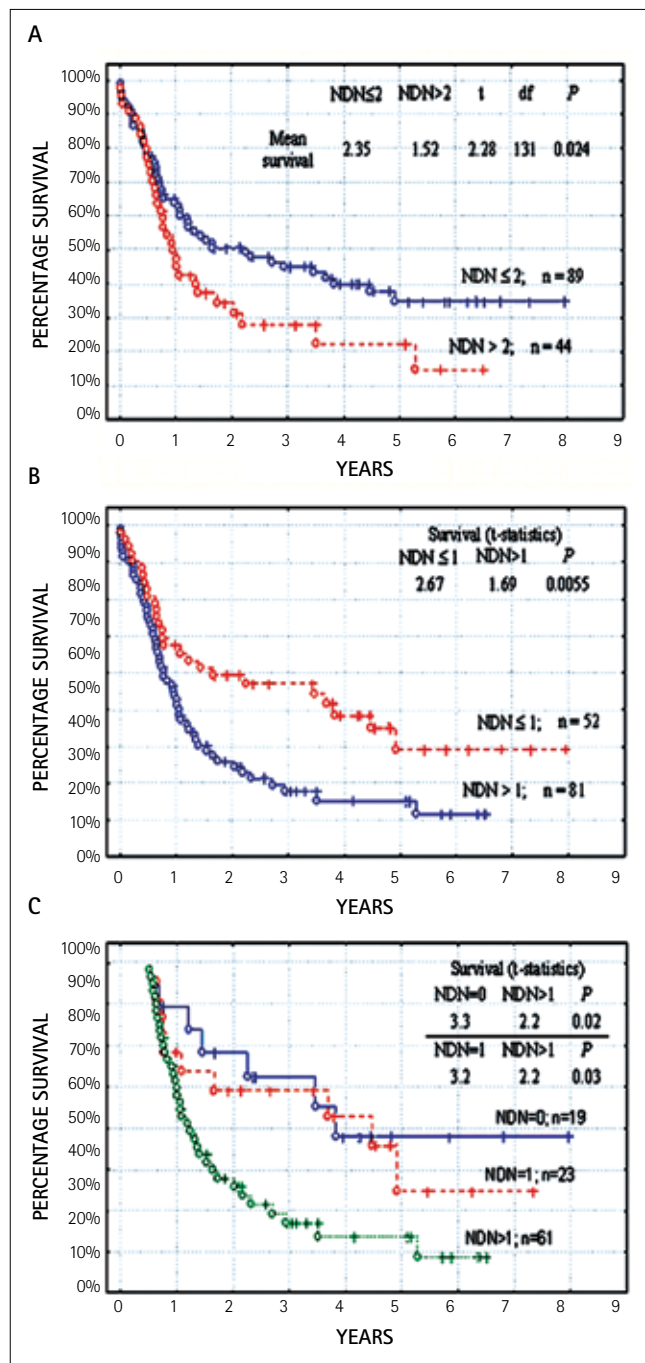 A
100%
90%
80%
70%
60%
50%
40%
30%
20%
10%
0%
PERCENTAGE SURVIVAL
NDN≤2 NDN>2 t df P
Mean survival 2.35 1.52 2.28 131 0.024
NDN ≤ 2; n = 89
NDN > 2; n = 44
0 1 2 3 4 5 6 7 8 9
YEARS
B
100%
90%
80%
70%
60%
50%
40%
30%
20%
10%
0%
PERCENTAGE SURVIVAL
Survival (t-statistics)
NDN ≤1 NDN>1 P
2.67 1.69 0.0055
NDN ≤ 1; n = 52
NDN > 1; n = 81
0 1 2 3 4 5 6 7 8 9
YEARS
C
100%
90%
80%
70%
60%
50%
40%
30%
20%
10%
0%
PERCENTAGE SURVIVAL
Survival (t-statistics)
NDN=0 NDN>1 P
3.3 2.2 0.02
NDN=1 NDN>1 P
3.2 2.2 0.03
NDN=0; n=19
NDN=1; n=23
NDN>1; n=61
0 1 2 3 4 5 6 7 8 9
YEARS